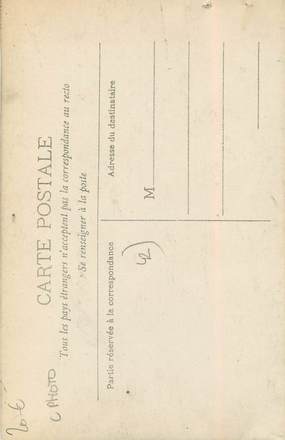 CARTE POSTALE
Tous les pays étrangers n'acceptent pas la correspondance au recto
Se renseigner à la poste
Partie réservée à la correspondance
Adresse du destinataire
M
42)
20 €
C PHOTO